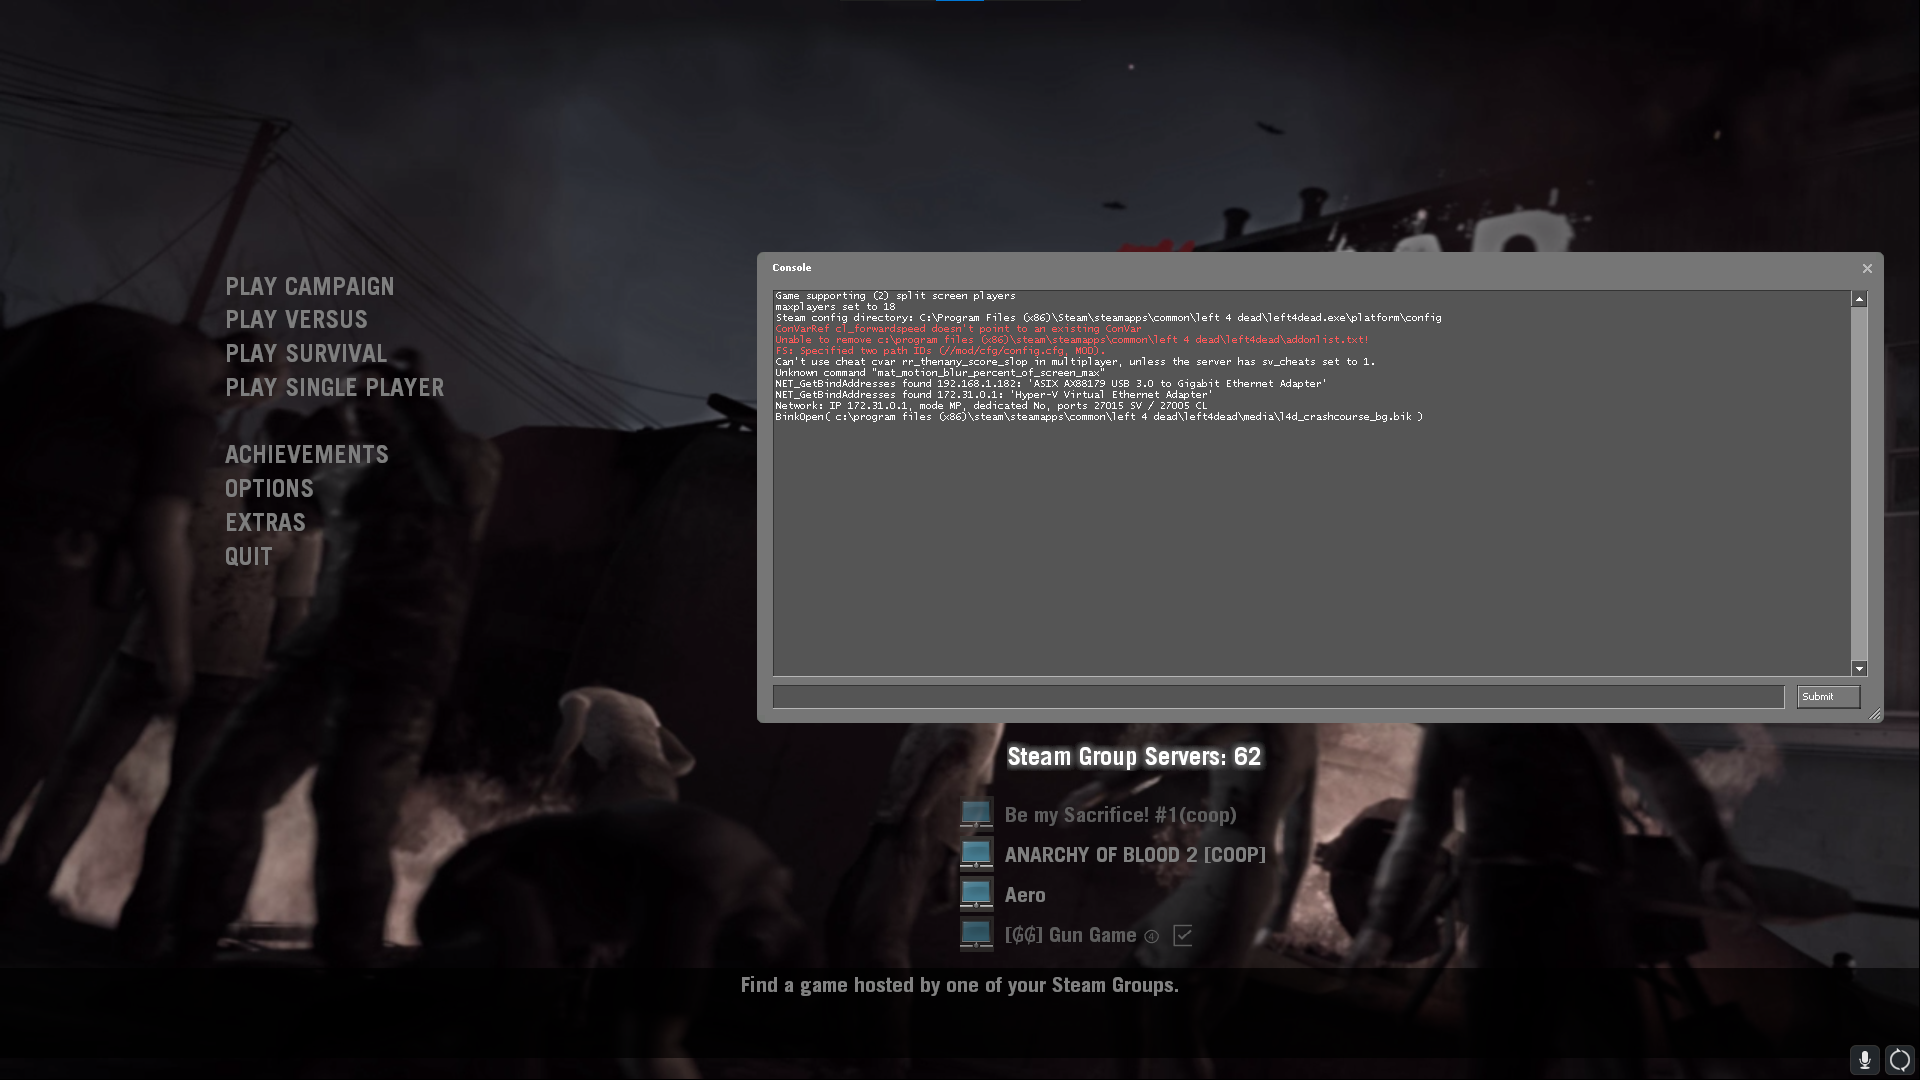 PLAY CAMPAIGN
PLAY VERSUS
PLAY SURVIVAL
PLAY SINGLE PLAYER
ACHIEVEMENTS
OPTIONS
EXTRAS
QUIT
Console
Game supporting (2) split screen players
maxplayers set to 18
Steam config directory: C:\Program Files (x86)\Steam\steamapps\common\left 4 dead\left4dead.exe\platform\config
ConVarRef cl_forwardspeed doesn't point to an existing ConVar
Unable to remove c:\program files (x86)\steam\steamapps\common\left 4 dead\left4dead\addonlist.txt!
FS: Specified two path IDs (//mod/cfg/config.cfg, MOD).
Can't use cheat cvar rr_thenany_score_slop in multiplayer, unless the server has sv_cheats set to 1.
Unknown command "mat_motion_blur_percent_of_screen_max"
NET_GetBindAddresses found 192.168.1.182: 'ASIX AX88179 USB 3.0 to Gigabit Ethernet Adapter'
NET_GetBindAddresses found 172.31.0.1: 'Hyper-V Virtual Ethernet Adapter'
Network: IP 172.31.0.1, mode MP, dedicated No, ports 27015 SV / 27005 CL
BinkOpen( c:\program files (x86)\steam\steamapps\common\left 4 dead\left4dead\media\l4d_crashcourse_bg.bik )
Submit
Steam Group Servers: 62
Be my Sacrifice! #1(coop)
ANARCHY OF BLOOD 2 [COOP]
Aero
[₲₲] Gun Game ④ ☑
Find a game hosted by one of your Steam Groups.